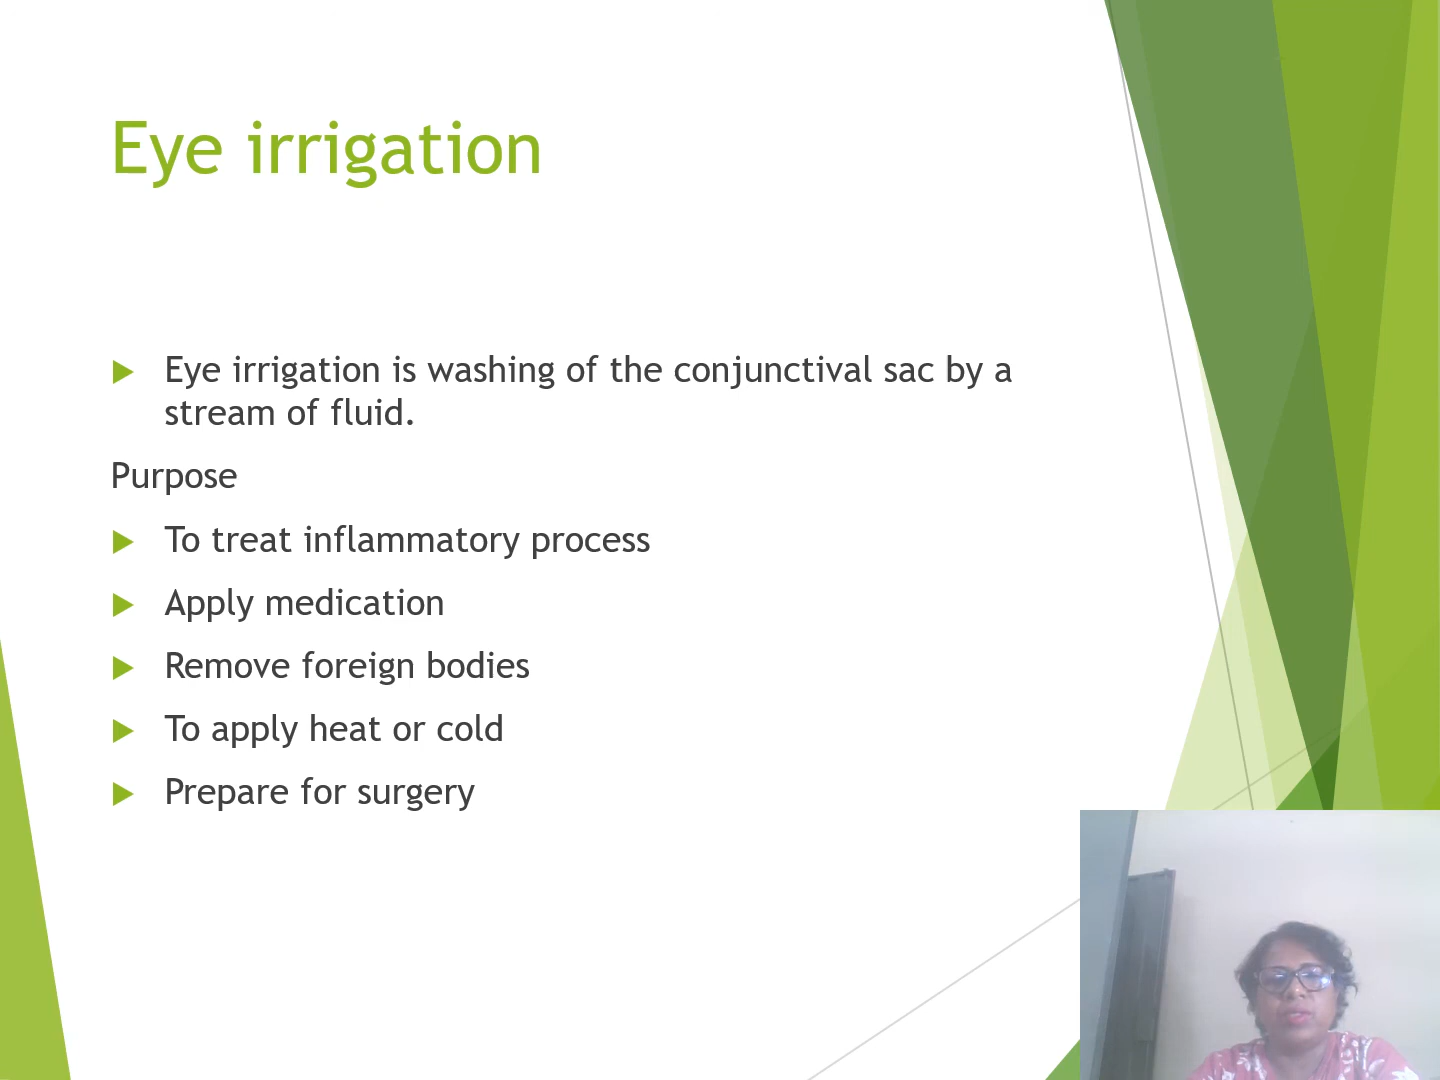 Eye irrigation
Eye irrigation is washing of the conjunctival sac by a
stream of fluid.
Purpose
To treat inflammatory process
Apply medication
Remove foreign bodies
To apply heat or cold
Prepare for surgery